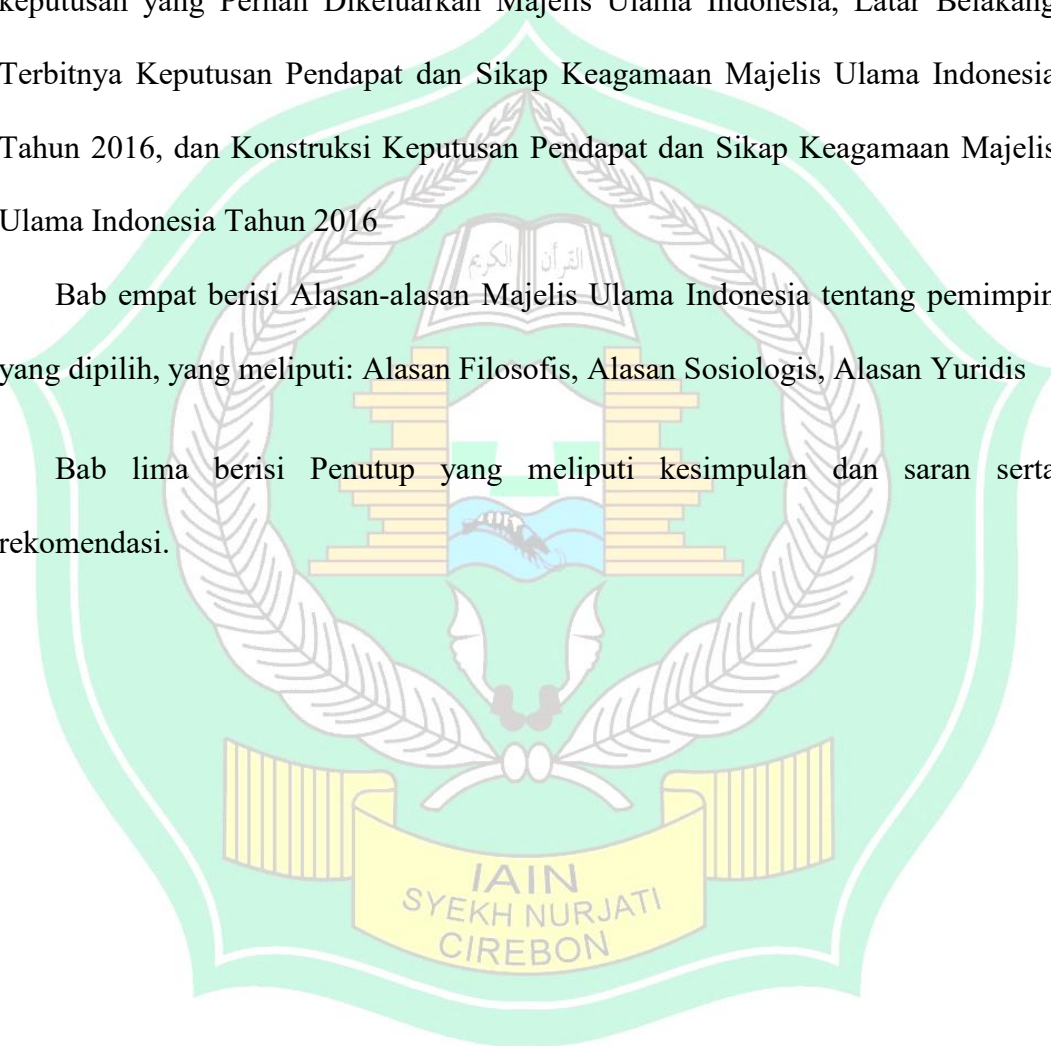 keputusan yang Pernah Dikeluarkan Majelis Ulama Indonesia, Latar Belakang
Terbitnya Keputusan Pendapat dan Sikap Keagamaan Majelis Ulama Indonesia
Tahun 2016, dan Konstruksi Keputusan Pendapat dan Sikap Keagamaan Majelis
Ulama Indonesia Tahun 2016
القرأن الكريم
Bab empat berisi Alasan-alasan Majelis Ulama Indonesia tentang pemimpin
yang dipilih, yang meliputi: Alasan Filosofis, Alasan Sosiologis, Alasan Yuridis
Bab lima berisi Penutup yang meliputi kesimpulan dan saran serta
rekomendasi.
IAIN
SYEKH NURJATI
CIREBON